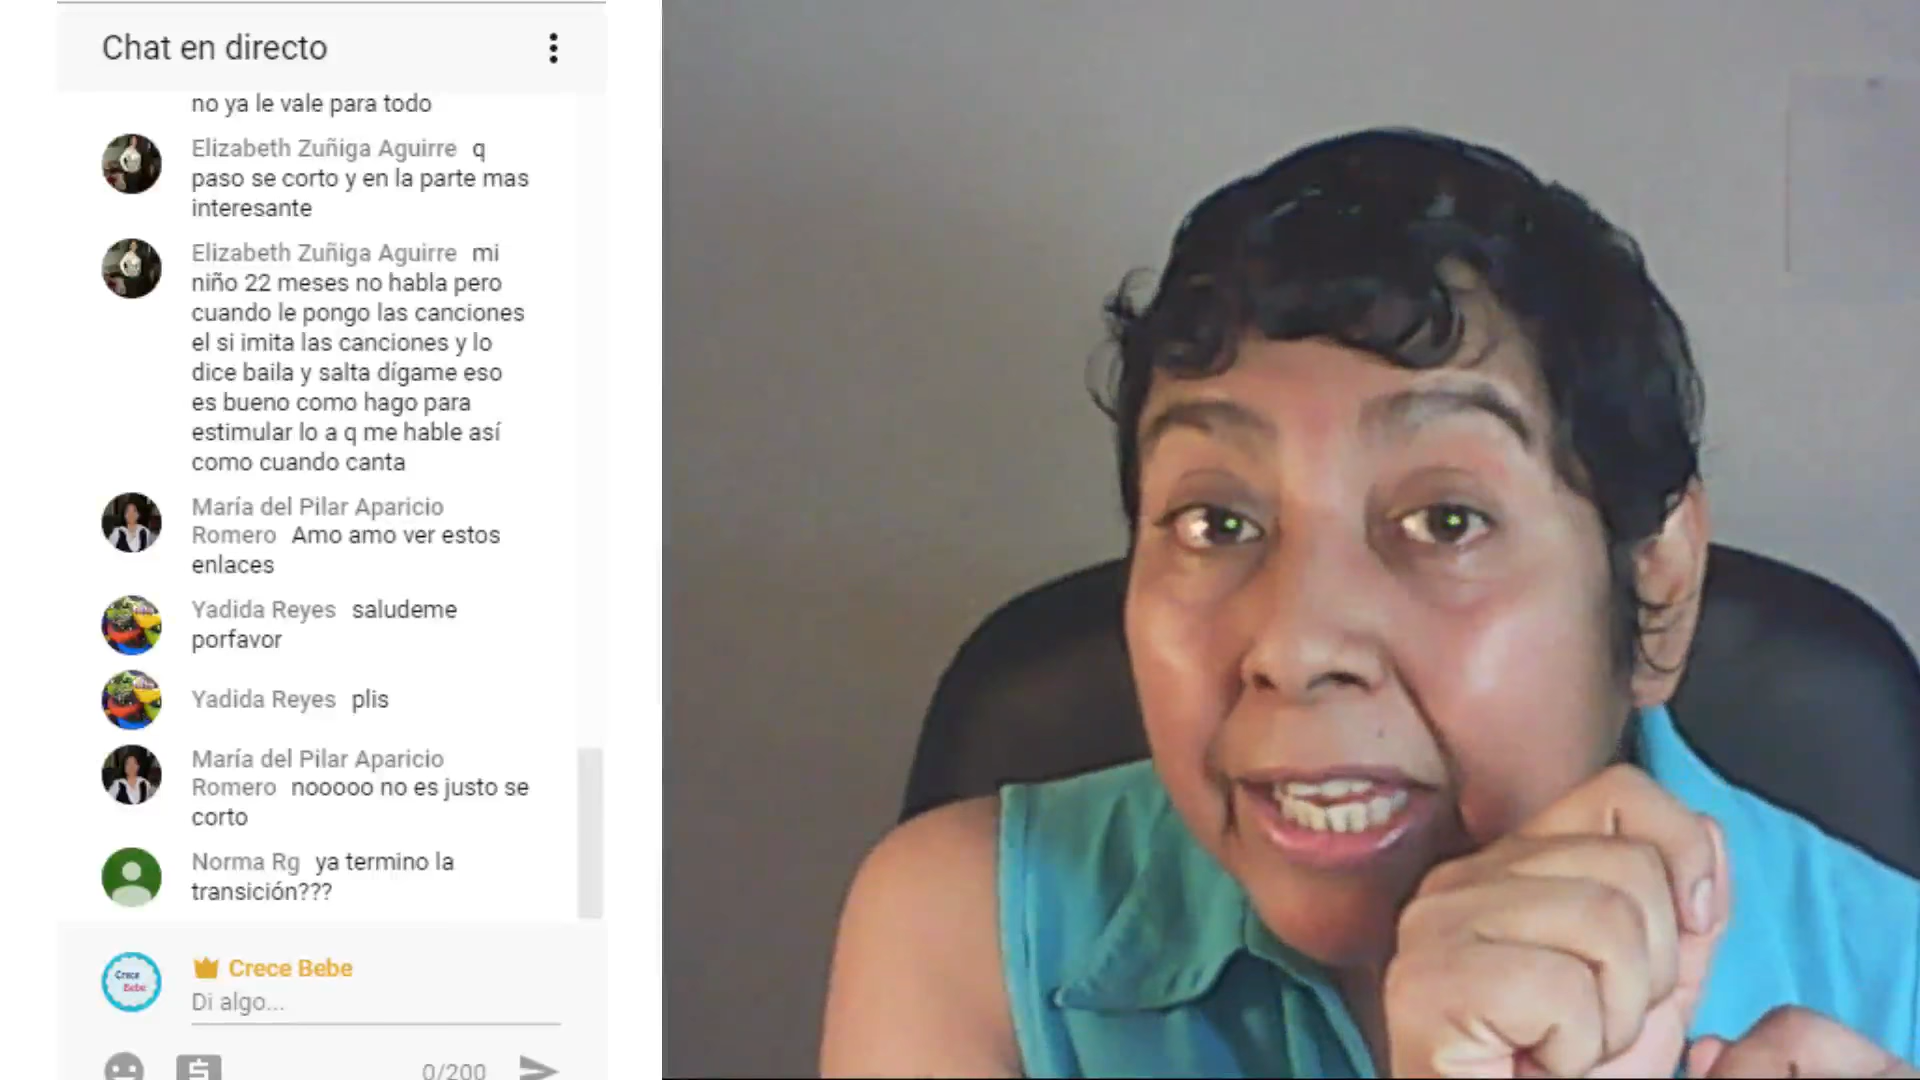 Chat en directo
no ya le vale para todo
Elizabeth Zuñiga Aguirre q
paso se corto y en la parte mas
interesante
Elizabeth Zuñiga Aguirre mi
niño 22 meses no habla pero
cuando le pongo las canciones
el si imita las canciones y lo
dice baila y salta dígame eso
es bueno como hago para
estimular lo a q me hable así
como cuando canta
María del Pilar Aparicio
Romero Amo amo ver estos
enlaces
Yadida Reyes saludeme
porfavor
Yadida Reyes plis
María del Pilar Aparicio
Romero nooooo no es justo se
corto
Norma Rg ya termino la
transición???
Crece
Bebe
Crece Bebe
Di algo...
$
0/200